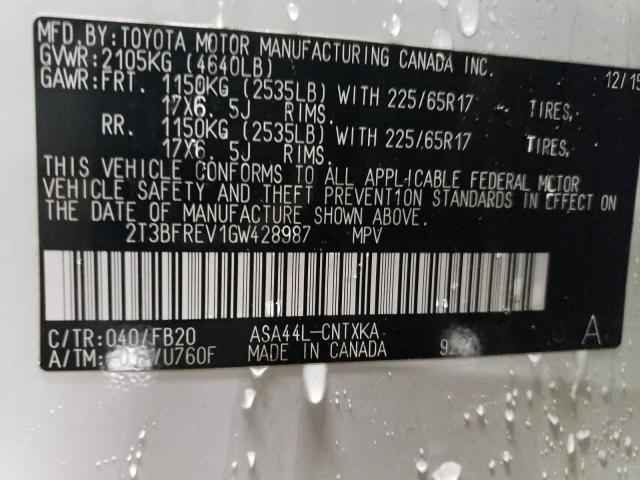 MFD.BY:TOYOTA MOTOR MANUFACTURING CANADA INC.
GVWR:2105KG (4640LB) 12/15
GAWR:FRT. 1150KG (2535LB) WITH 225/65R17 TIRES,
17X6.5J RIMS.
RR. 1150KG (2535LB) WITH 225/65R17 TIRES,
17X6.5J RIMS.
THIS VEHICLE CONFORMS TO ALL APPLICABLE FEDERAL MOTOR
VEHICLE SAFETY AND THEFT PREVENTION STANDARDS IN EFFECT ON
THE DATE OF MANUFACTURE SHOWN ABOVE.
2T3BFREV1GW428987 MPV
C/TR:040/FB20 ASA44L-CNTXKA A
A/TM: /U760F MADE IN CANADA